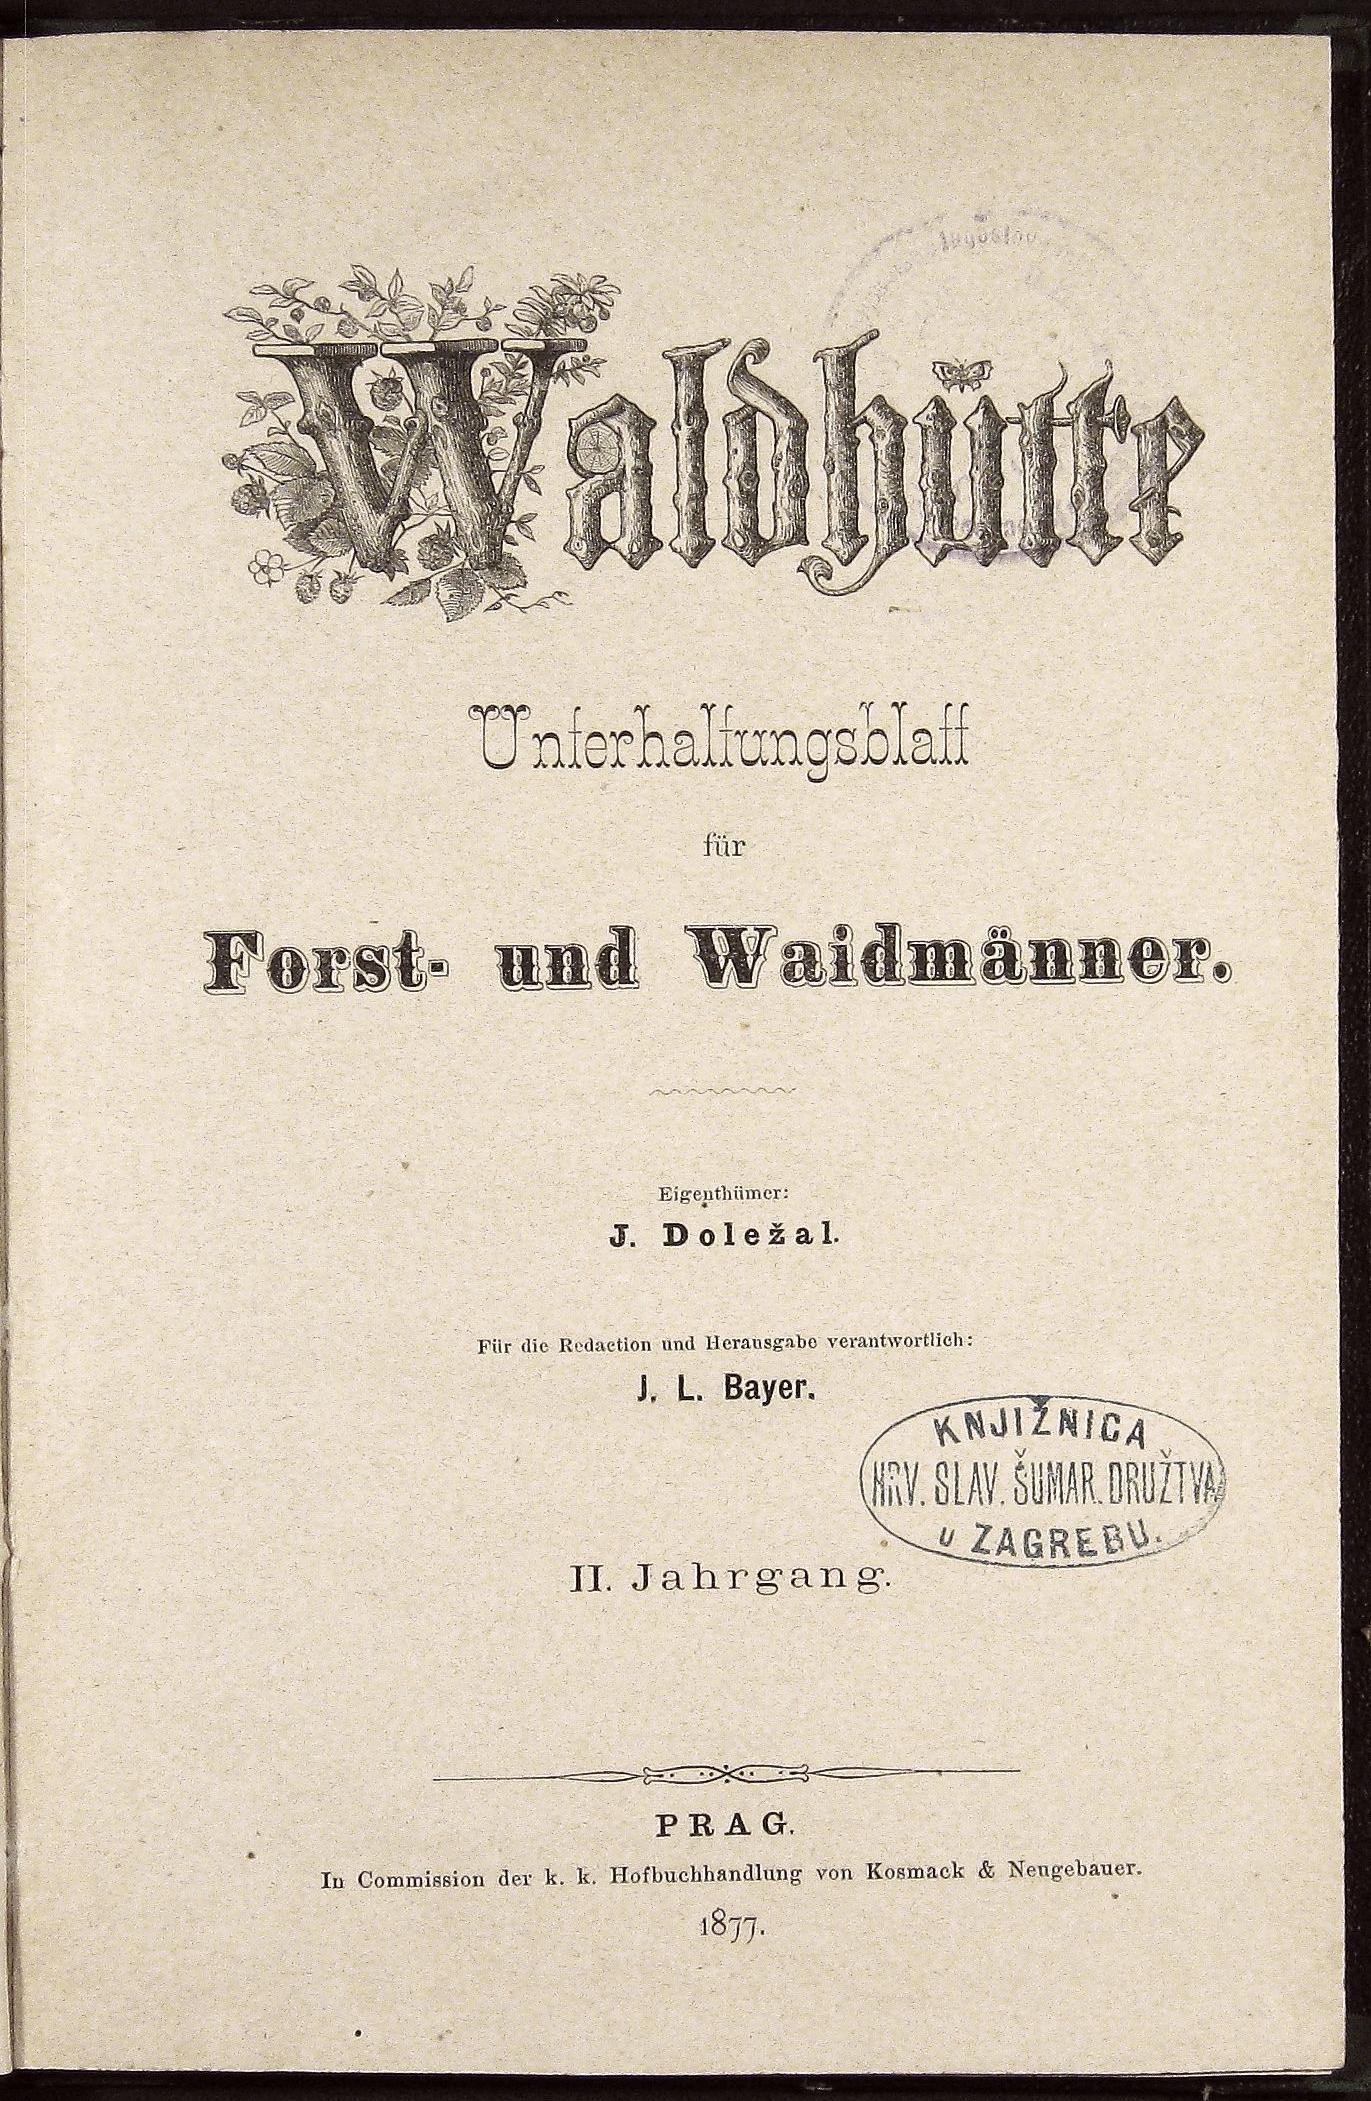 Waldhütte
Unterhaltungsblatt
für
Forst- und Waidmänner.
Eigenthümer:
J. Doležal.
Für die Redaction und Herausgabe verantwortlich:
J. L. Bayer.
KNJIŽNICA
HRV. SLAV. ŠUMAR. DRUŽTVA
U ZAGREBU.
II. Jahrgang.
PRAG.
In Commission der k. k. Hofbuchhandlung von Kosmack & Neugebauer.
1877.